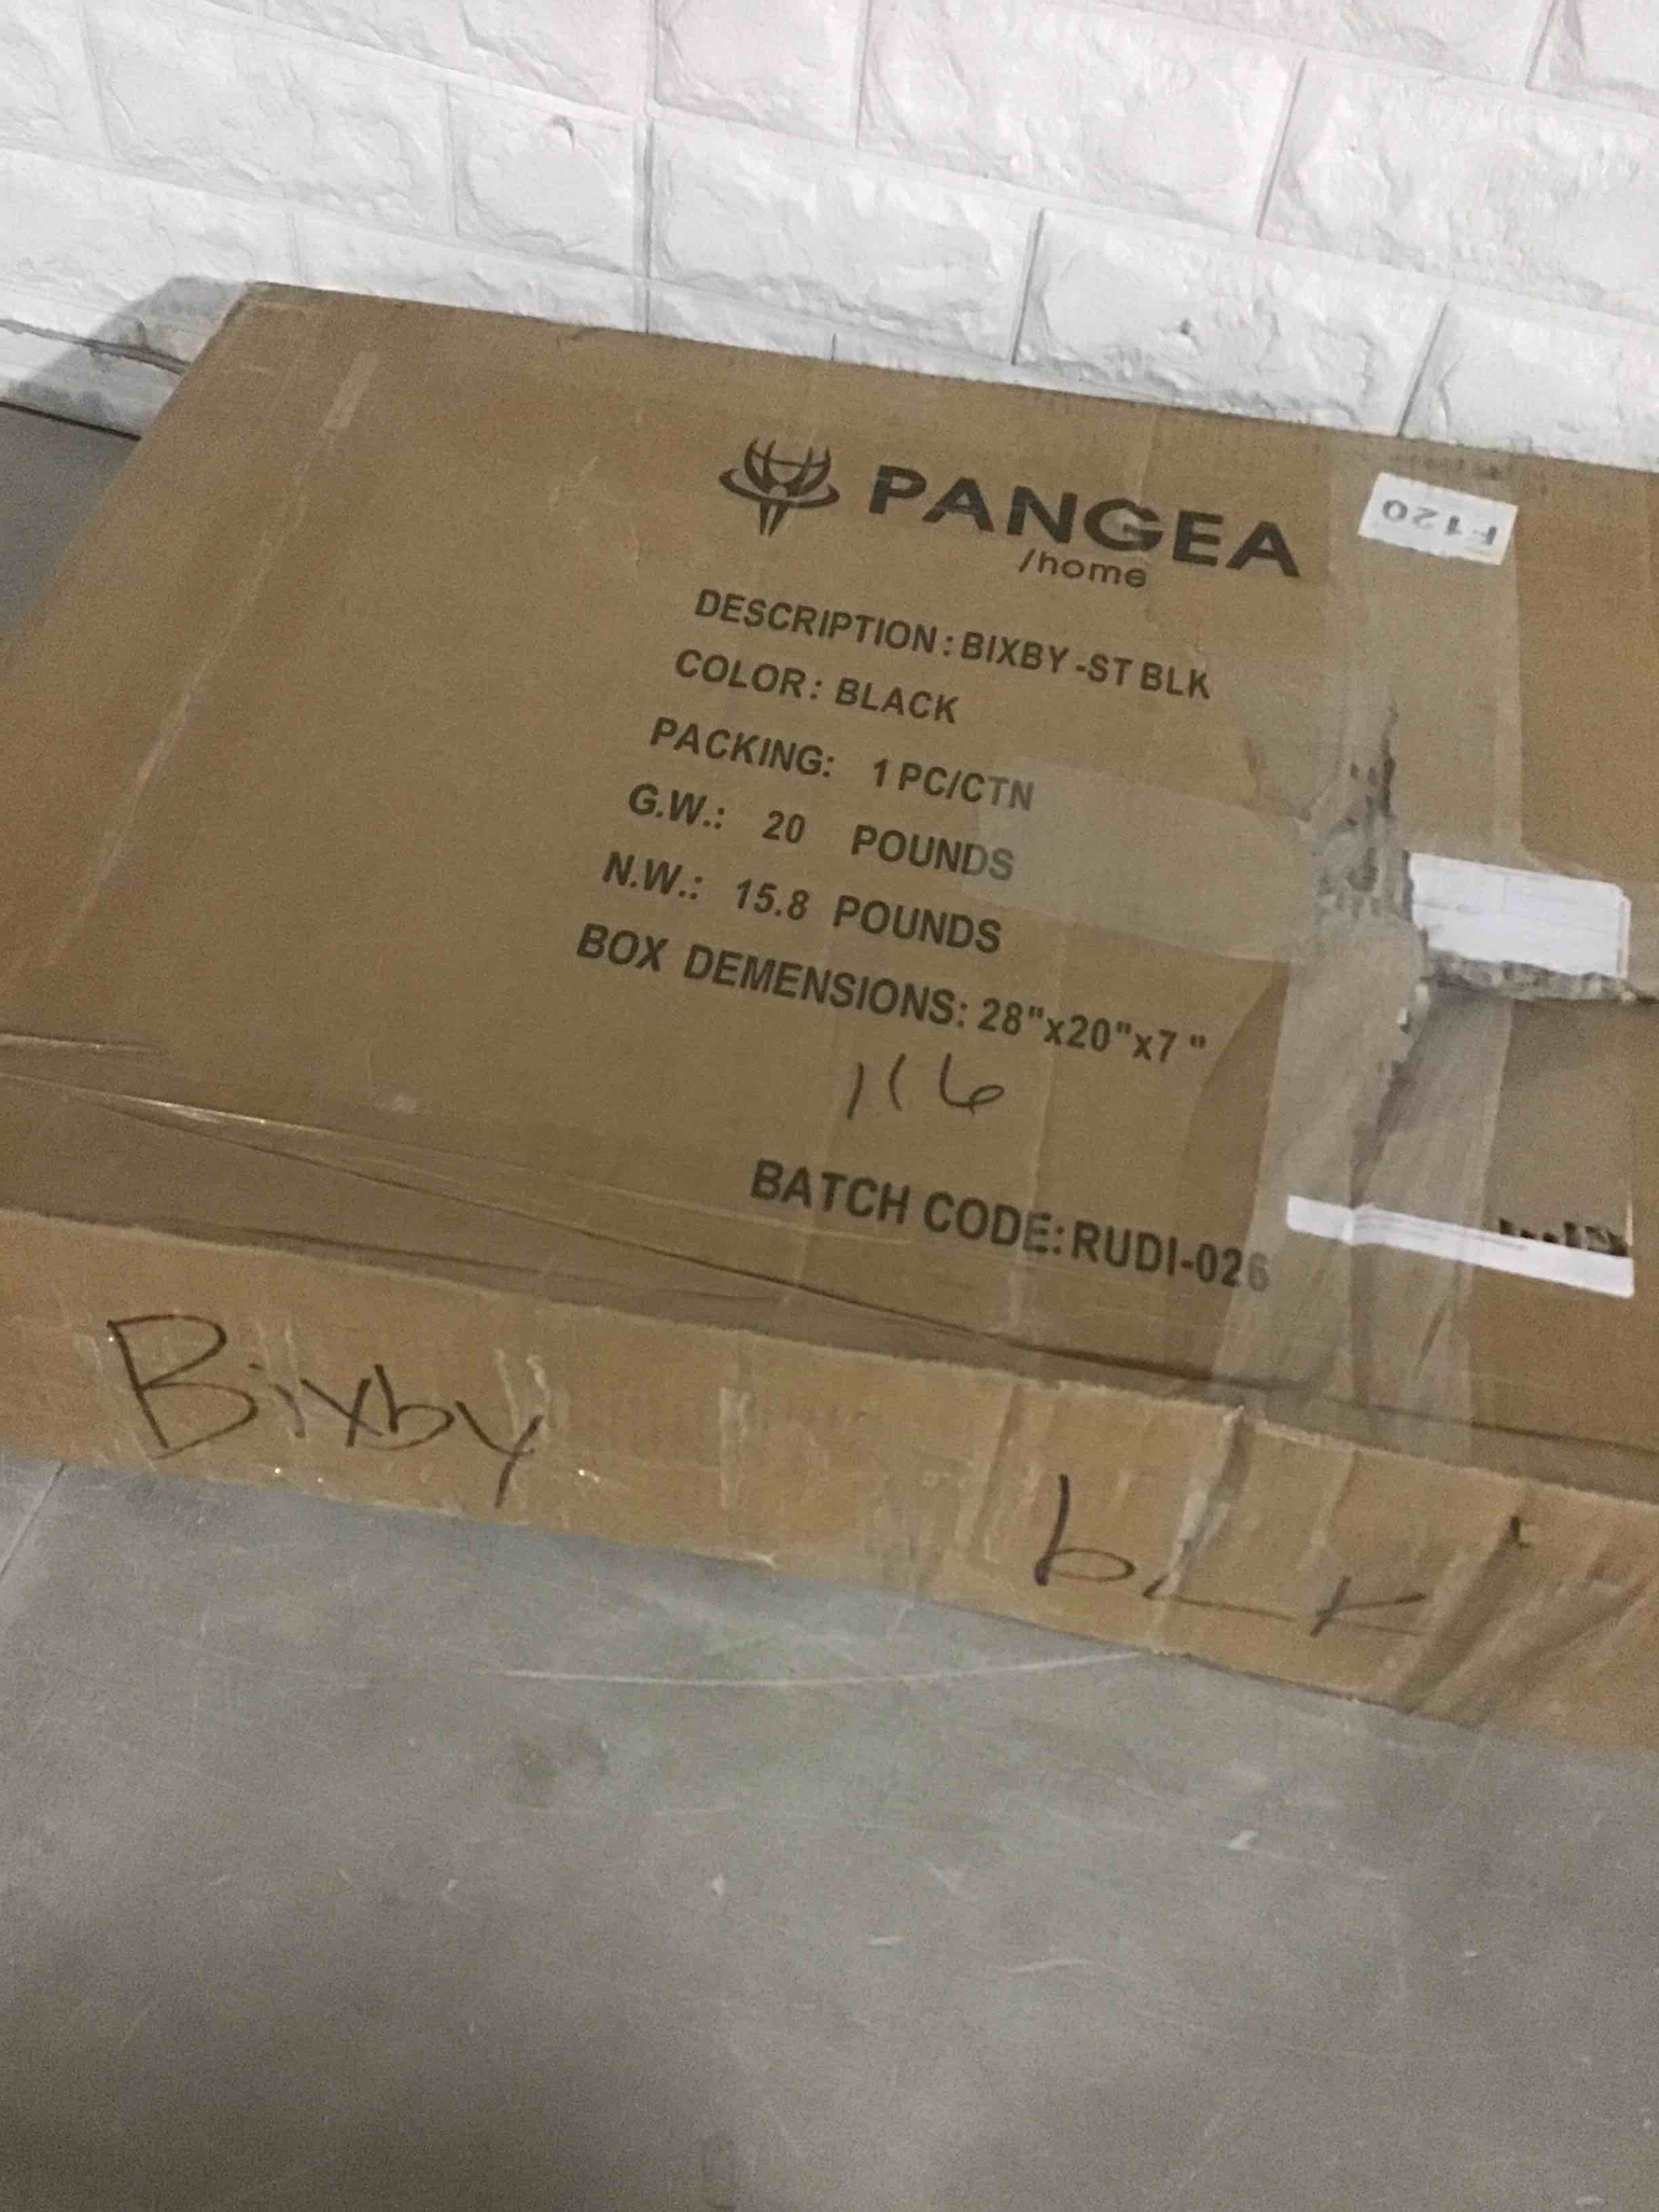 PANGEA
/home
F120
DESCRIPTION: BIXBY -ST BLK
COLOR: BLACK
PACKING: 1 PC/CTN
G.W.: 20 POUNDS
N.W.: 15.8 POUNDS
BOX DEMENSIONS: 28"x20"x7"
116
BATCH CODE: RUDI-026
Bixby bLK